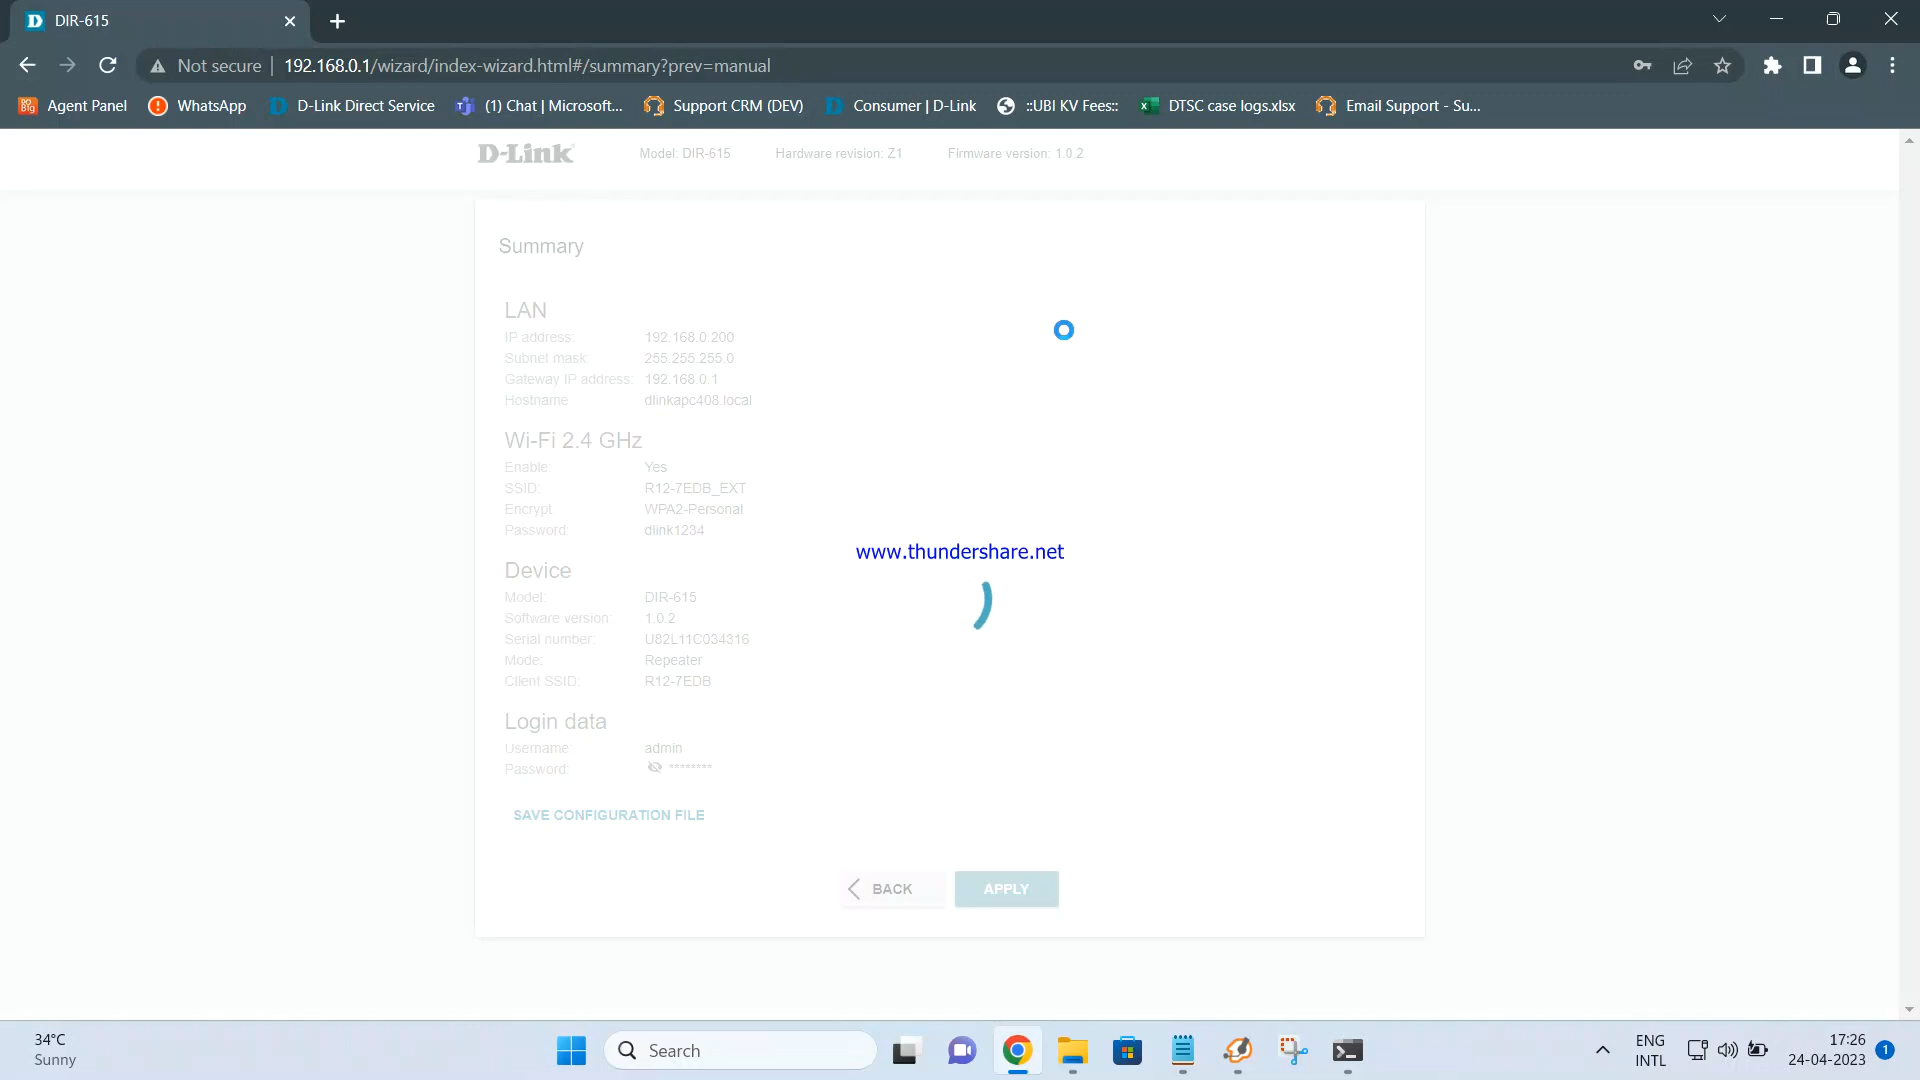 DIR-615
Not secure | 192.168.0.1/wizard/index-wizard.html#/summary?prev=manual
Agent Panel WhatsApp D-Link Direct Service (1) Chat | Microsoft... Support CRM (DEV) Consumer | D-Link ::UBI KV Fees:: DTSC case logs.xlsx Email Support - Su...
D-Link Model: DIR-615 Hardware revision: Z1 Firmware version: 1.0.2
Summary
LAN
IP address: 192.168.0.200
Subnet mask: 255.255.255.0
Gateway IP address: 192.168.0.1
Hostname dlinkapc408.local
Wi-Fi 2.4 GHz
Enable: Yes
SSID: R12-7EDB_EXT
Encrypt WPA2-Personal
Password: dlink1234
www.thundershare.net
Device
Model: DIR-615
Software version: 1.0.2
Serial number: U82L11C034316
Mode: Repeater
Client SSID: R12-7EDB
Login data
Username: admin
Password: ********
SAVE CONFIGURATION FILE
BACK APPLY
34°C
Sunny
Search
ENG
INTL
17:26
24-04-2023
1